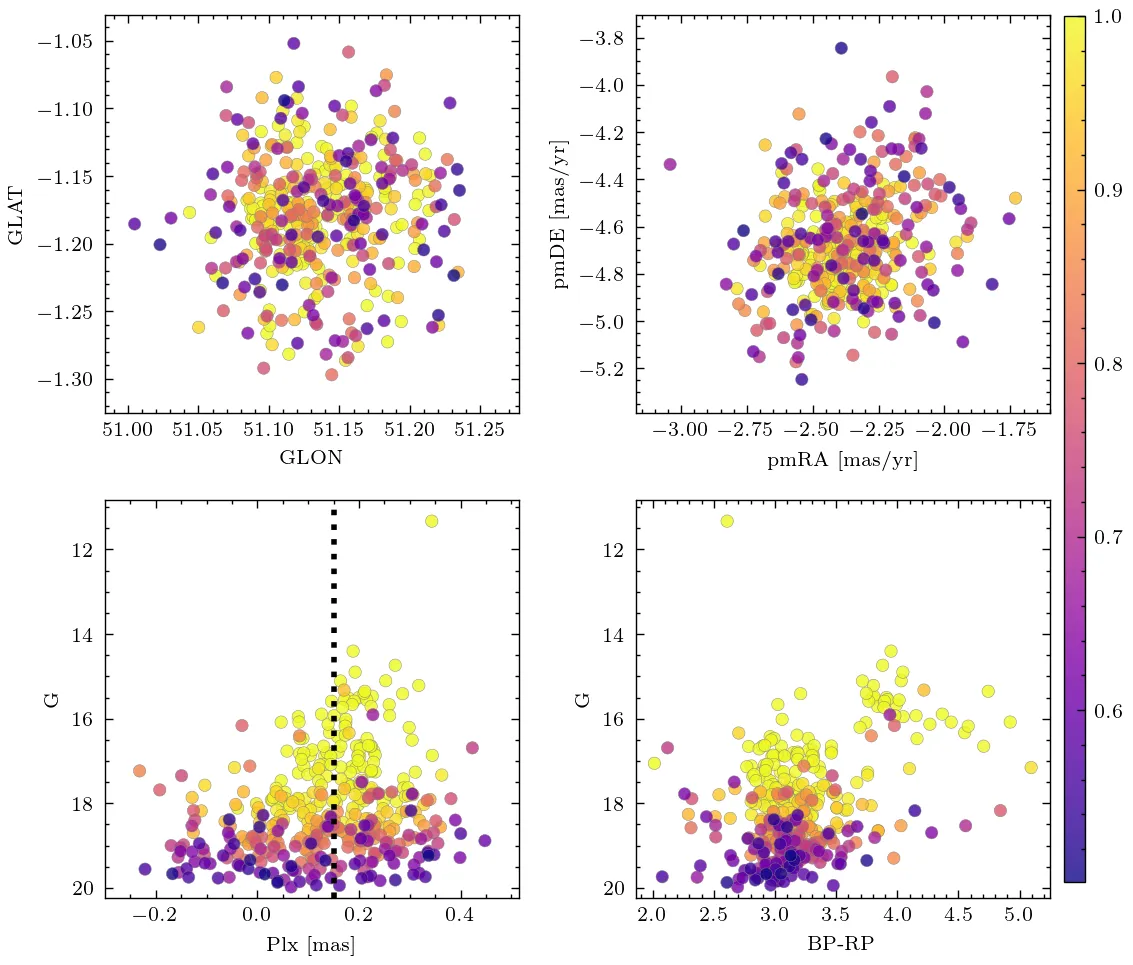 −1.05
−1.10
−1.15
−1.20
−1.25
−1.30
GLAT
51.00 51.05 51.10 51.15 51.20 51.25
GLON
−3.8
−4.0
−4.2
−4.4
−4.6
−4.8
−5.0
−5.2
pmDE [mas/yr]
−3.00 −2.75 −2.50 −2.25 −2.00 −1.75
pmRA [mas/yr]
12
14
16
18
20
G
−0.2 0.0 0.2 0.4
Plx [mas]
12
14
16
18
20
G
2.0 2.5 3.0 3.5 4.0 4.5 5.0
BP-RP
1.0
0.9
0.8
0.7
0.6